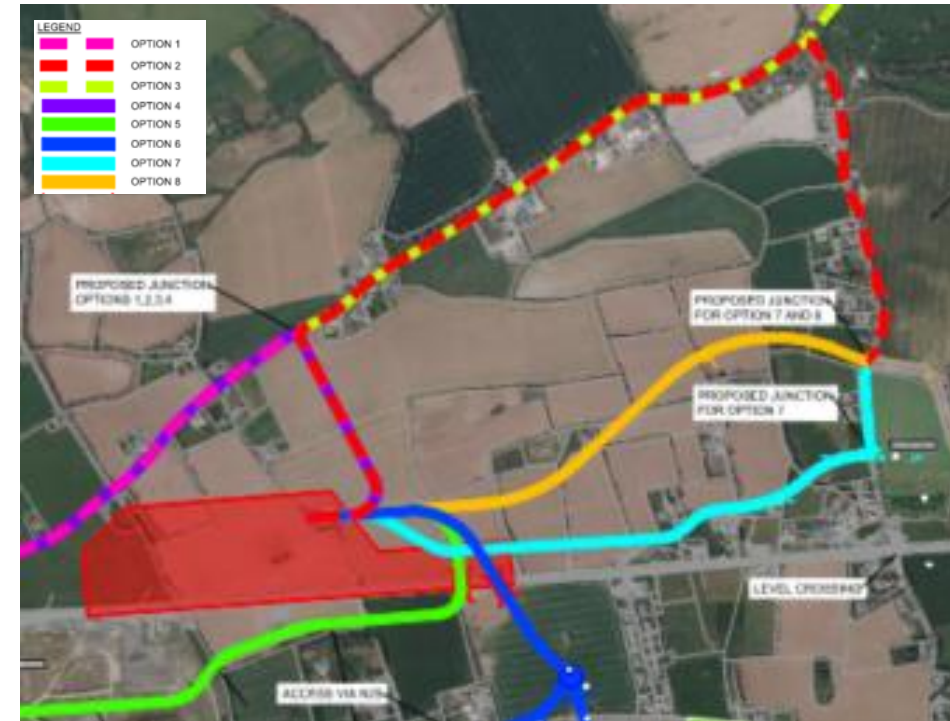 LEGEND
OPTION 1
OPTION 2
OPTION 3
OPTION 4
OPTION 5
OPTION 6
OPTION 7
OPTION 8
PROPOSED JUNCTION
OPTIONS 1,2,3,4
PROPOSED JUNCTION
FOR OPTION 7 AND 8
PROPOSED JUNCTION
FOR OPTION 7
LEVEL CROSSING
ACCESS VIA N25